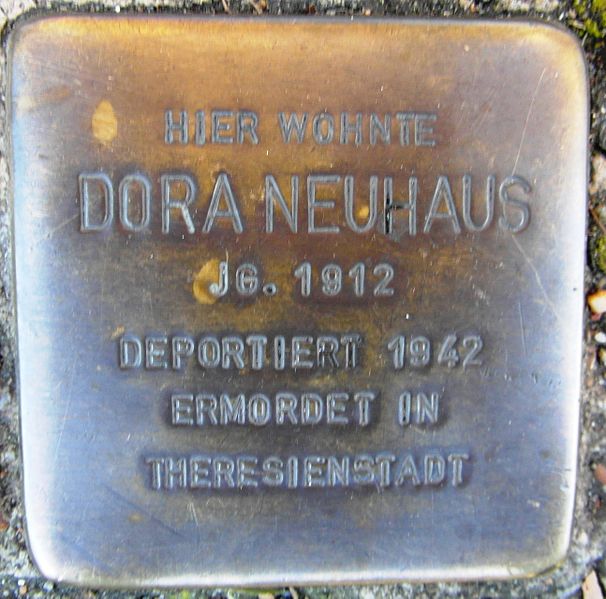 HIER WOHNTE
DORA NEUHAUS
JG. 1912
DEPORTIERT 1942
ERMORDET IN
THERESIENSTADT